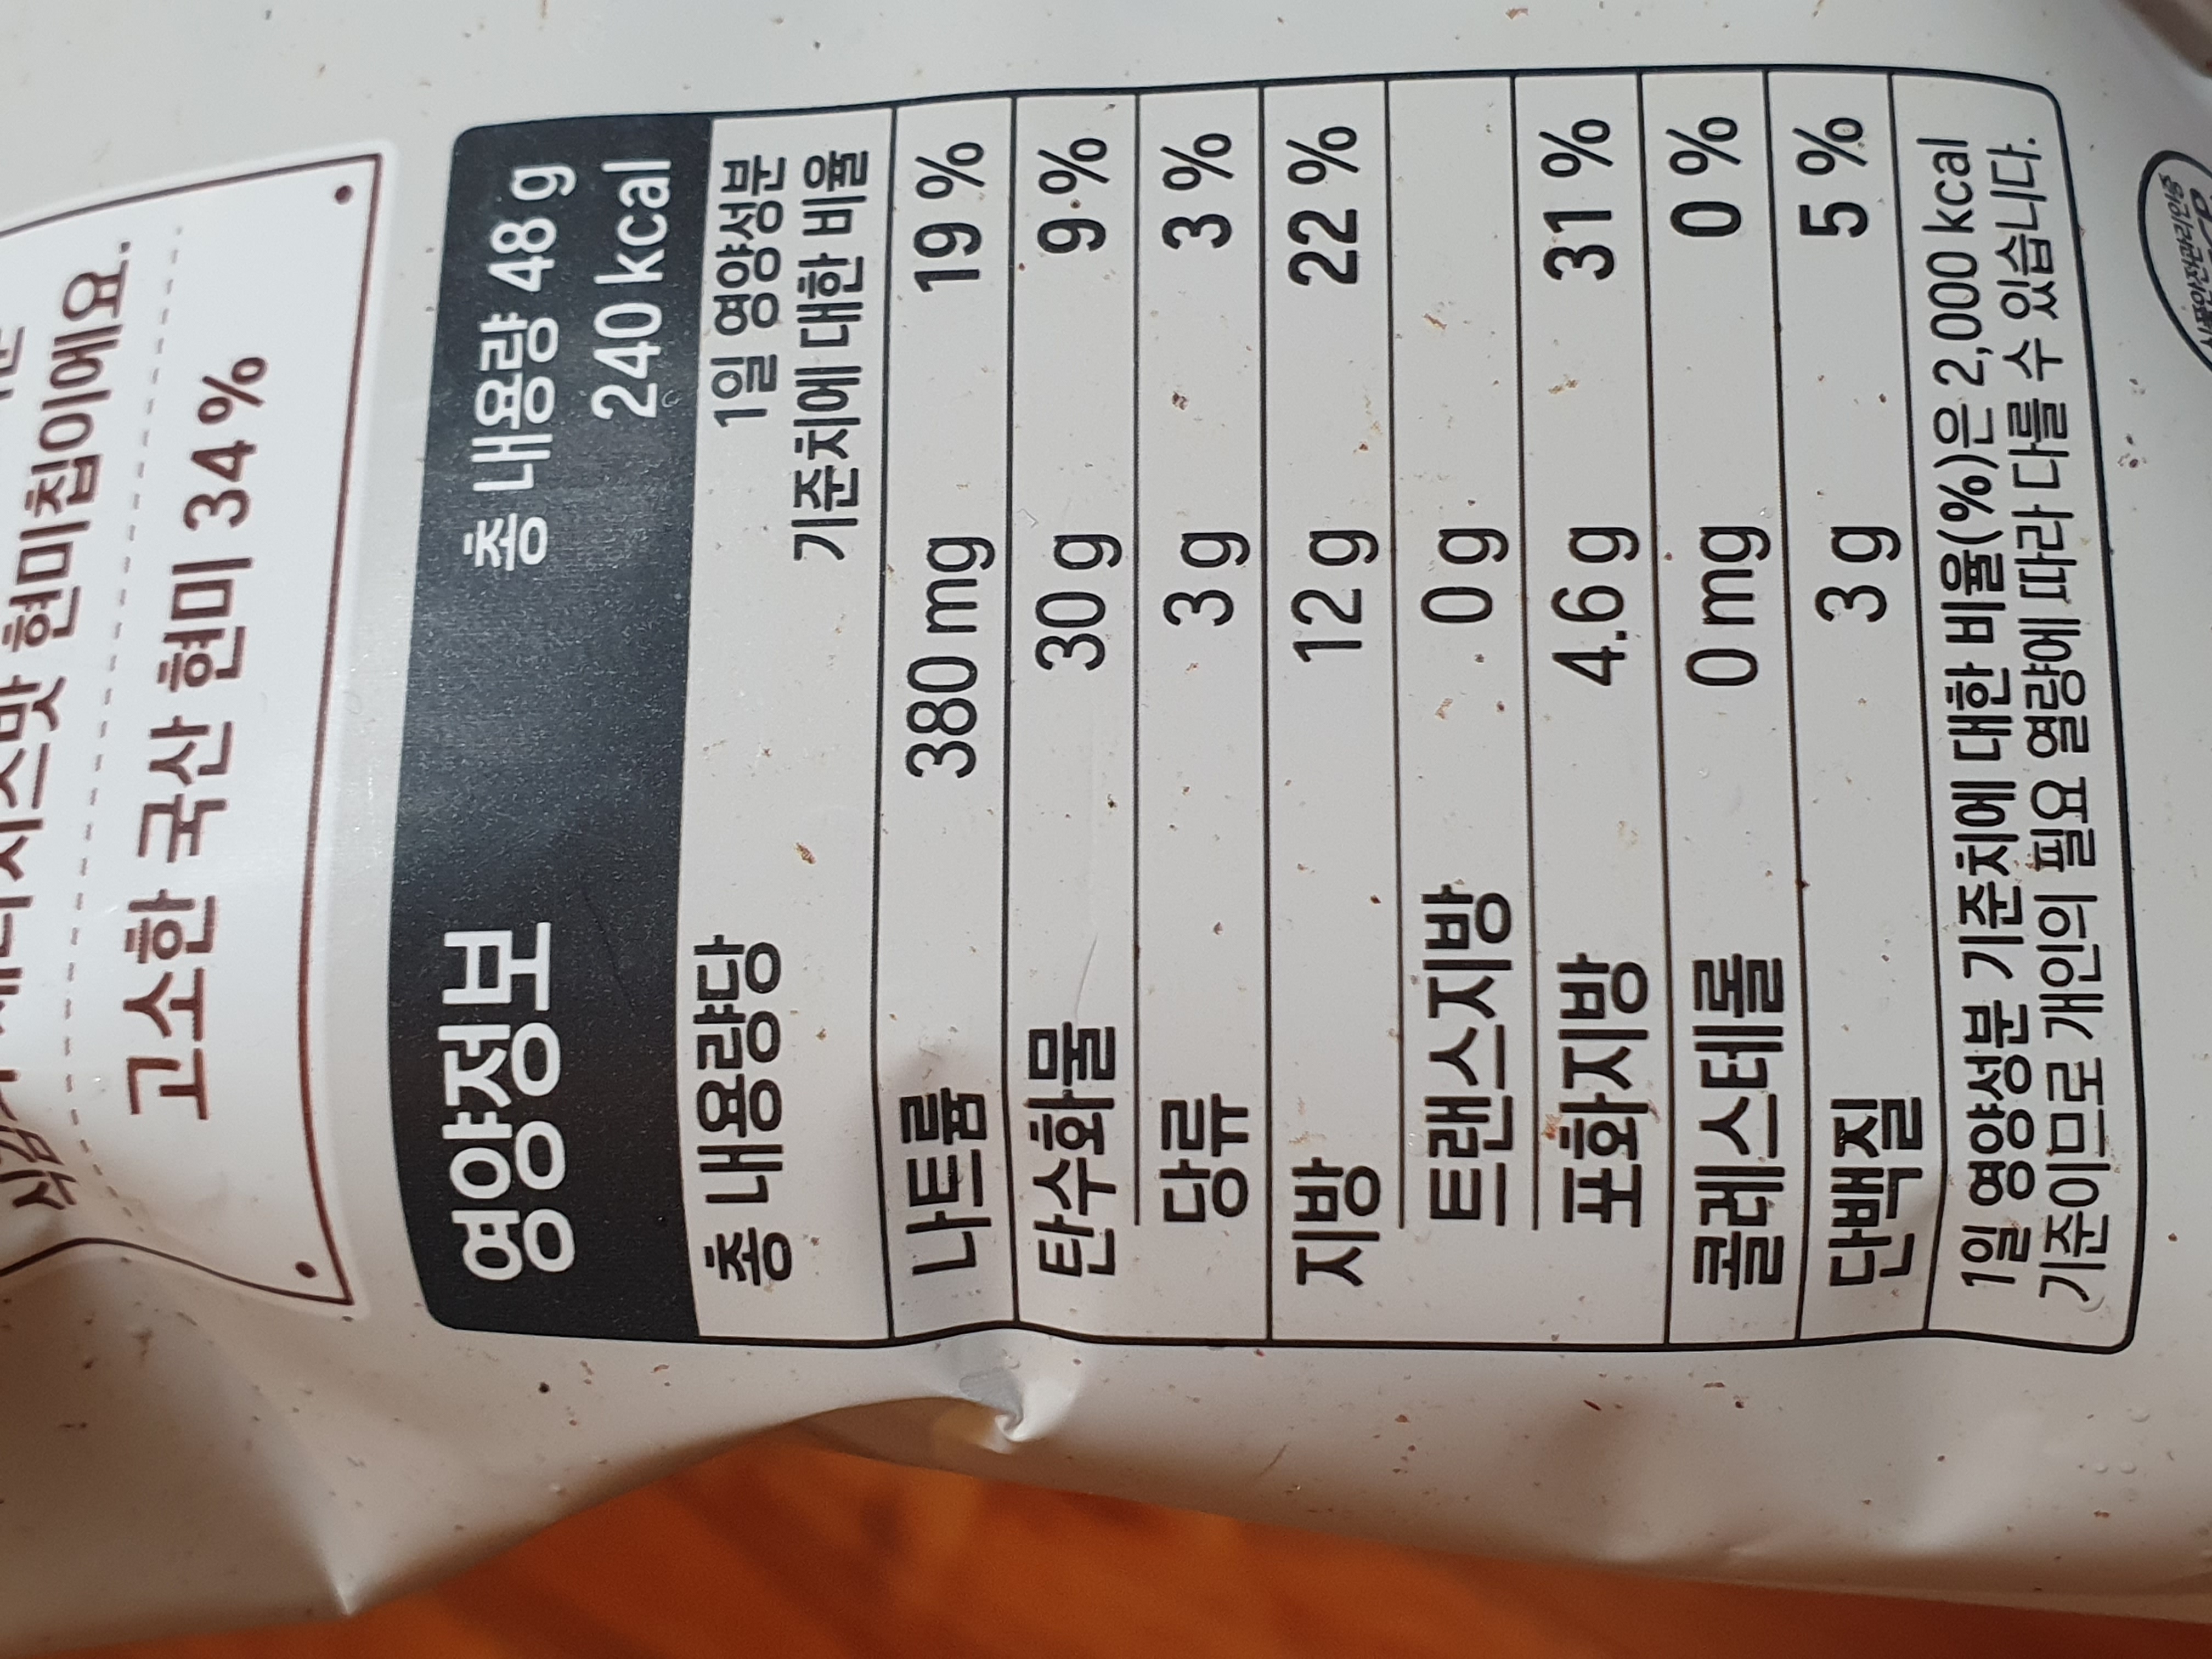 맛 현미칩이에요.
고소한 국산 현미 34 %
영양정보
총 내용량 48 g
240 kcal
총 내용량당
1일 영양성분
기준치에 대한 비율
나트륨 380 mg 19 %
탄수화물 30 g 9 %
당류 3 g 3 %
지방 12 g 22 %
트랜스지방 0 g
포화지방 4.6 g 31 %
콜레스테롤 0 mg 0 %
단백질 3 g 5 %
1일 영양성분 기준치에 대한 비율(%)은 2,000 kcal
기준이므로 개인의 필요 열량에 따라 다를 수 있습니다.